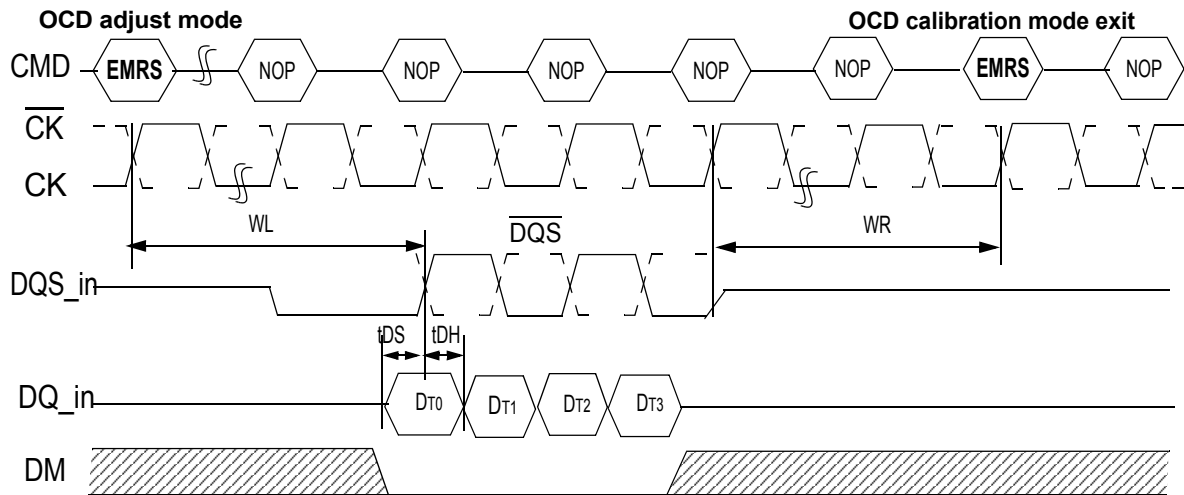 OCD adjust mode OCD calibration mode exit
CMD EMRS NOP NOP NOP NOP NOP EMRS NOP
CK
CK
WL DQS WR
DQS_in
tDS tDH
DQ_in DT0 DT1 DT2 DT3
DM